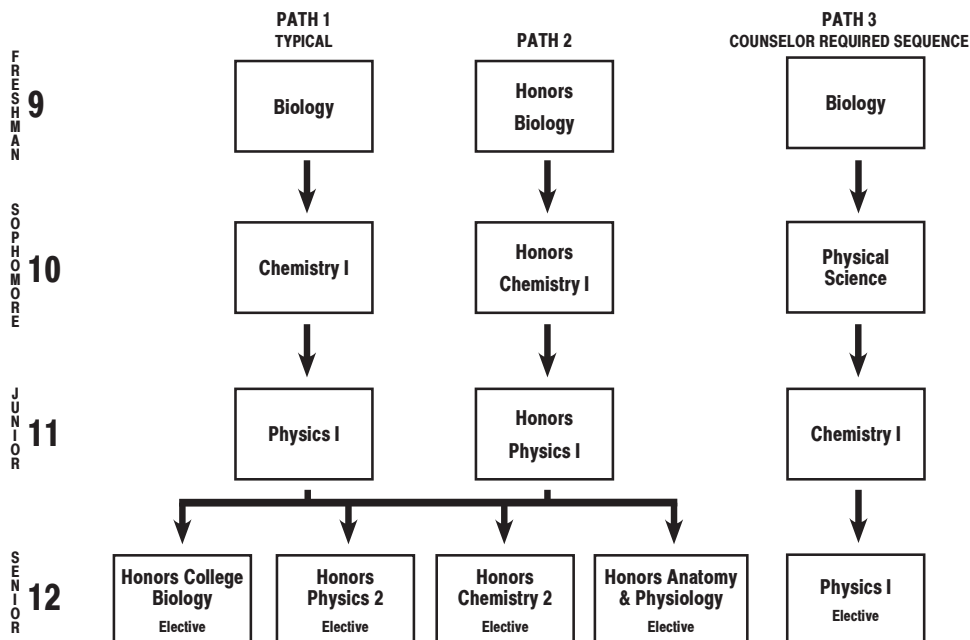 PATH 1
TYPICAL
PATH 2
PATH 3
COUNSELOR REQUIRED SEQUENCE
FRESHMAN
9
Biology
Honors
Biology
Biology
SOPHOMORE
10
Chemistry I
Honors
Chemistry I
Physical
Science
JUNIOR
11
Physics I
Honors
Physics I
Chemistry I
SENIOR
12
Honors College
Biology
Elective
Honors
Physics 2
Elective
Honors
Chemistry 2
Elective
Honors Anatomy
& Physiology
Elective
Physics I
Elective